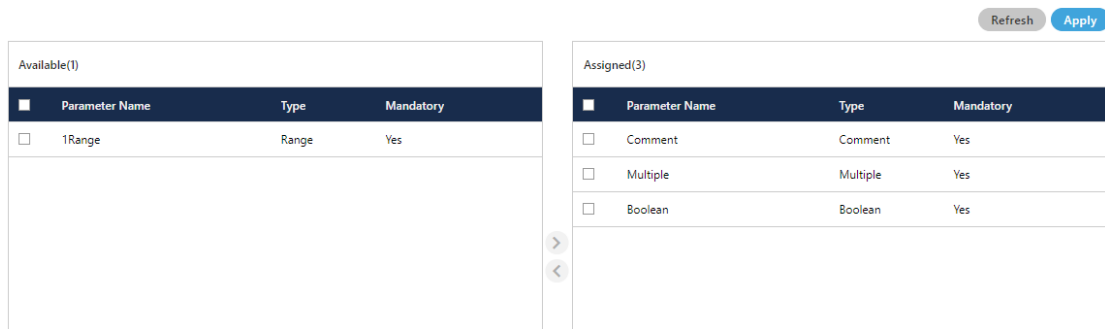 Refresh Apply
Available(1)
Parameter Name Type Mandatory
1Range Range Yes
Assigned(3)
Parameter Name Type Mandatory
Comment Comment Yes
Multiple Multiple Yes
Boolean Boolean Yes